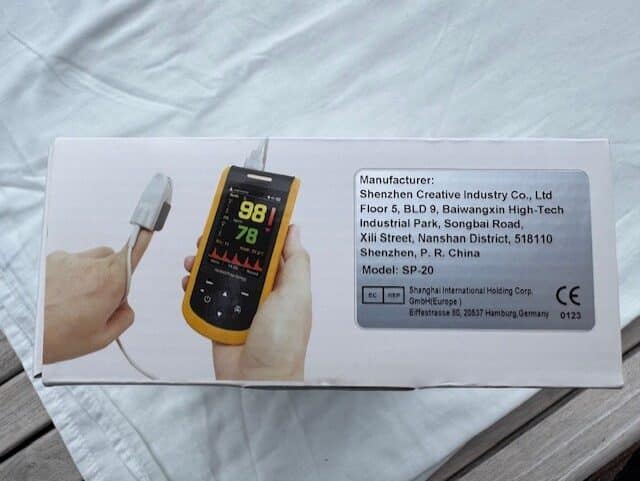 98
78
Manufacturer:
Shenzhen Creative Industry Co., Ltd
Floor 5, BLD 9, Baiwangxin High-Tech
Industrial Park, Songbai Road,
Xili Street, Nanshan District, 518110
Shenzhen, P. R. China
Model: SP-20
EC REP
Shanghai International Holding Corp.
GmbH(Europe)
Eiffestrasse 80, 20537 Hamburg,Germany
CE
0123